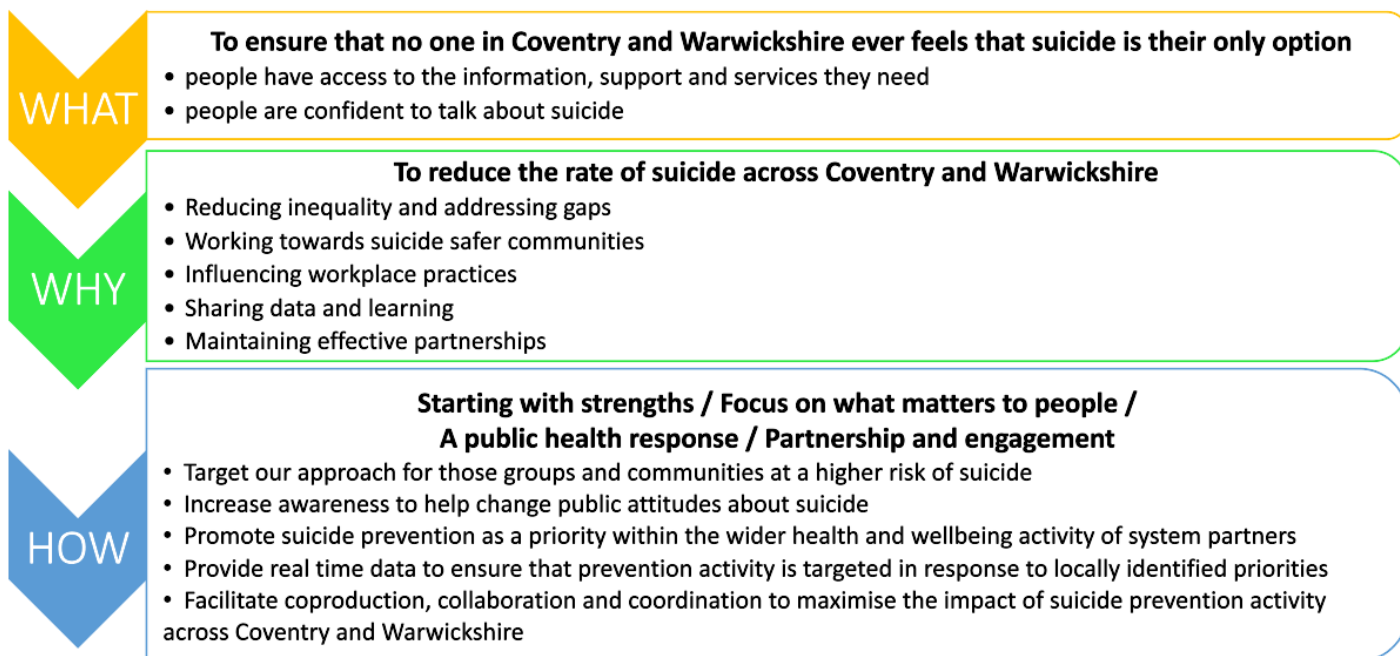 WHAT
To ensure that no one in Coventry and Warwickshire ever feels that suicide is their only option
• people have access to the information, support and services they need
• people are confident to talk about suicide
WHY
To reduce the rate of suicide across Coventry and Warwickshire
• Reducing inequality and addressing gaps
• Working towards suicide safer communities
• Influencing workplace practices
• Sharing data and learning
• Maintaining effective partnerships
HOW
Starting with strengths / Focus on what matters to people /
A public health response / Partnership and engagement
• Target our approach for those groups and communities at a higher risk of suicide
• Increase awareness to help change public attitudes about suicide
• Promote suicide prevention as a priority within the wider health and wellbeing activity of system partners
• Provide real time data to ensure that prevention activity is targeted in response to locally identified priorities
• Facilitate coproduction, collaboration and coordination to maximise the impact of suicide prevention activity
across Coventry and Warwickshire